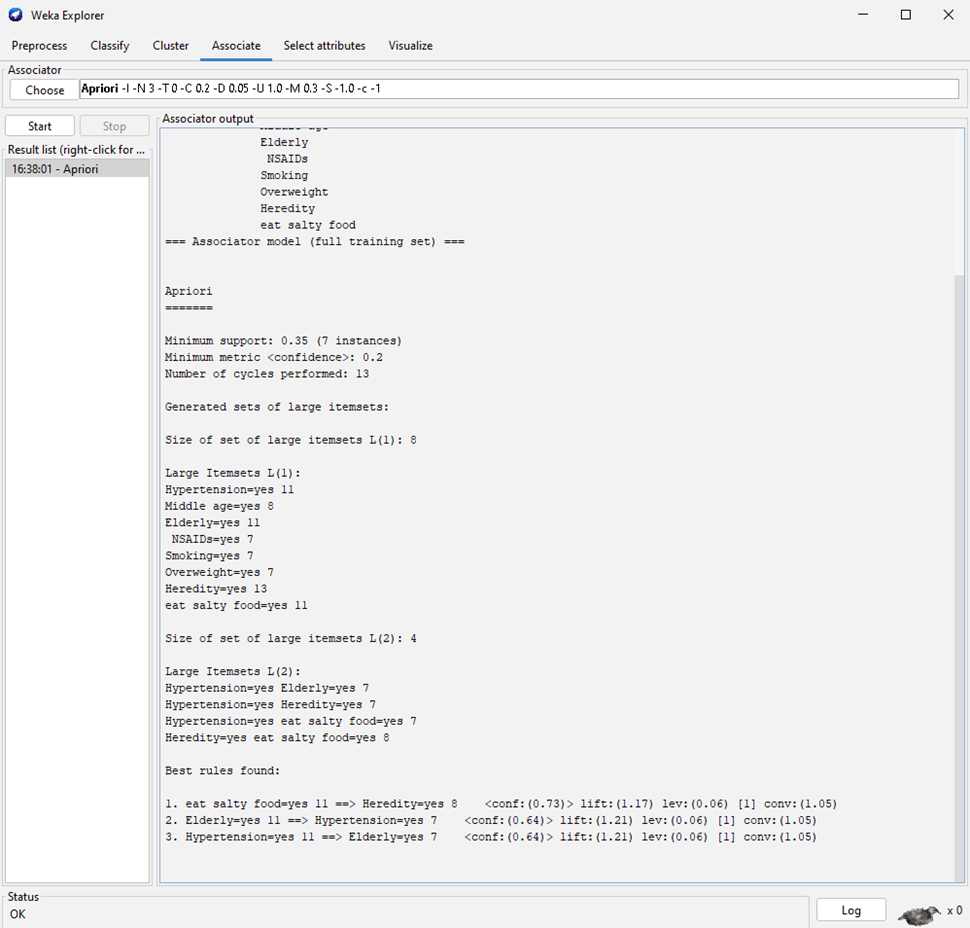 Weka Explorer
Preprocess Classify Cluster Associate Select attributes Visualize
Associator
Choose Apriori -I -N 3 -T 0 -C 0.2 -D 0.05 -U 1.0 -M 0.3 -S -1.0 -c -1
Start Stop
Result list (right-click for ...
16:38:01 - Apriori
Associator output
Middle age
Elderly
NSAIDs
Smoking
Overweight
Heredity
eat salty food
=== Associator model (full training set) ===
Apriori
=======
Minimum support: 0.35 (7 instances)
Minimum metric <confidence>: 0.2
Number of cycles performed: 13
Generated sets of large itemsets:
Size of set of large itemsets L(1): 8
Large Itemsets L(1):
Hypertension=yes 11
Middle age=yes 8
Elderly=yes 11
NSAIDs=yes 7
Smoking=yes 7
Overweight=yes 7
Heredity=yes 13
eat salty food=yes 11
Size of set of large itemsets L(2): 4
Large Itemsets L(2):
Hypertension=yes Elderly=yes 7
Hypertension=yes Heredity=yes 7
Hypertension=yes eat salty food=yes 7
Heredity=yes eat salty food=yes 8
Best rules found:
1. eat salty food=yes 11 ==> Heredity=yes 8 <conf:(0.73)> lift:(1.17) lev:(0.06) [1] conv:(1.05)
2. Elderly=yes 11 ==> Hypertension=yes 7 <conf:(0.64)> lift:(1.21) lev:(0.06) [1] conv:(1.05)
3. Hypertension=yes 11 ==> Elderly=yes 7 <conf:(0.64)> lift:(1.21) lev:(0.06) [1] conv:(1.05)
Status
OK
Log x 0